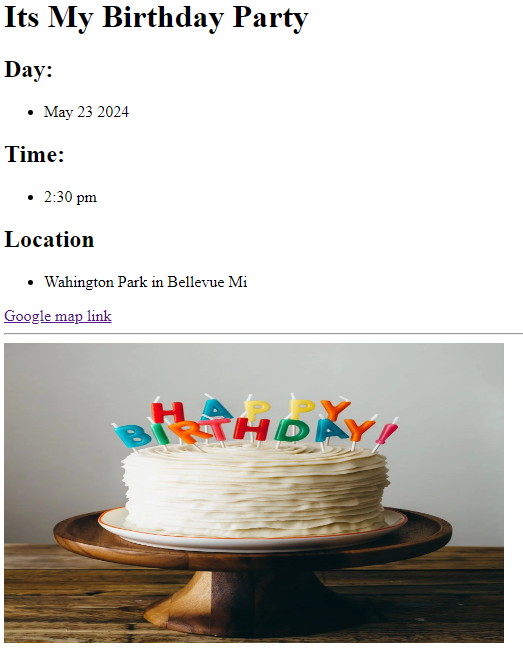 Its My Birthday Party
Day:
May 23 2024
Time:
2:30 pm
Location
Wahington Park in Bellevue Mi
Google map link
HAPPY
BIRTHDAY!